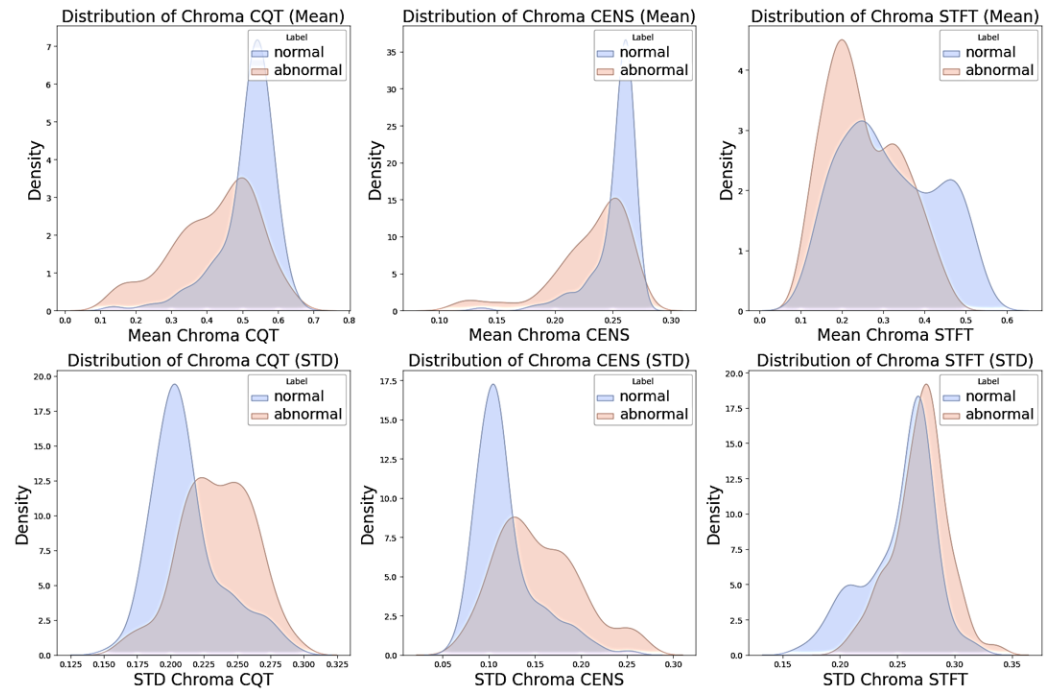 Distribution of Chroma CQT (Mean)
Density
7
6
5
4
3
2
1
0
Label
normal
abnormal
0.0 0.1 0.2 0.3 0.4 0.5 0.6 0.7 0.8
Mean Chroma CQT
Distribution of Chroma CENS (Mean)
Density
35
30
25
20
15
10
5
0
Label
normal
abnormal
0.10 0.15 0.20 0.25 0.30
Mean Chroma CENS
Distribution of Chroma STFT (Mean)
Density
4
3
2
1
0
Label
normal
abnormal
0.0 0.1 0.2 0.3 0.4 0.5 0.6
Mean Chroma STFT
Distribution of Chroma CQT (STD)
Density
20.0
17.5
15.0
12.5
10.0
7.5
5.0
2.5
0.0
Label
normal
abnormal
0.125 0.150 0.175 0.200 0.225 0.250 0.275 0.300 0.325
STD Chroma CQT
Distribution of Chroma CENS (STD)
Density
17.5
15.0
12.5
10.0
7.5
5.0
2.5
0.0
Label
normal
abnormal
0.05 0.10 0.15 0.20 0.25 0.30
STD Chroma CENS
Distribution of Chroma STFT (STD)
Density
20.0
17.5
15.0
12.5
10.0
7.5
5.0
2.5
0.0
Label
normal
abnormal
0.15 0.20 0.25 0.30 0.35
STD Chroma STFT